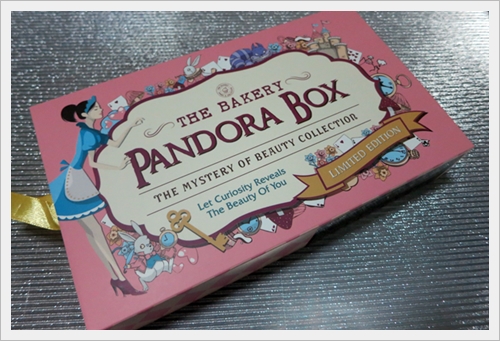 THE BAKERY
PANDORA BOX
THE MYSTERY OF BEAUTY COLLECTION
Let Curiosity Reveals
The Beauty Of You
LIMITED EDITION